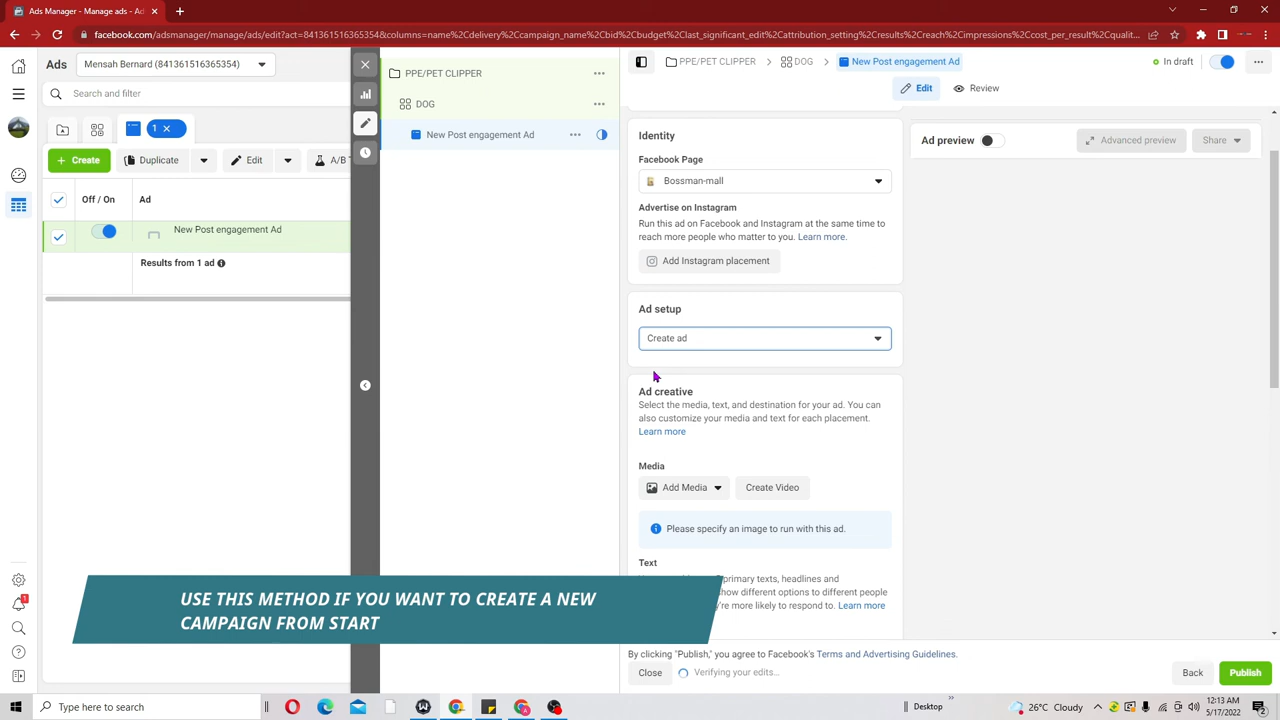 Ads Manager - Manage ads - Ad
facebook.com/adsmanager/manage/ads/edit?act=841361516365354&columns=name%2Cdelivery%2Ccampaign_name%2Cbid%2Cbudget%2Clast_significant_edit%2Cattribution_setting%2Cresults%2Creach%2Cimpressions%2Ccost_per_result%2Cquality
Ads
Mensah Bernard (841361516365354)
Search and filter
1
Create
Duplicate
Edit
A/B T
Off / On
Ad
New Post engagement Ad
Results from 1 ad
PPE/PET CLIPPER
DOG
New Post engagement Ad
PPE/PET CLIPPER
DOG
New Post engagement Ad
In draft
Edit
Review
Identity
Facebook Page
Bossman-mall
Advertise on Instagram
Run this ad on Facebook and Instagram at the same time to
reach more people who matter to you. Learn more.
Add Instagram placement
Ad setup
Create ad
Ad creative
Select the media, text, and destination for your ad. You can
also customize your media and text for each placement.
Learn more
Media
Add Media
Create Video
Please specify an image to run with this ad.
Text
primary texts, headlines and
show different options to different people
they're more likely to respond to. Learn more
Ad preview
Advanced preview
Share
USE THIS METHOD IF YOU WANT TO CREATE A NEW
CAMPAIGN FROM START
By clicking "Publish," you agree to Facebook's Terms and Advertising Guidelines.
Close
Verifying your edits...
Back
Publish
Type here to search
Desktop
26°C Cloudy
12:13 AM
5/17/2022